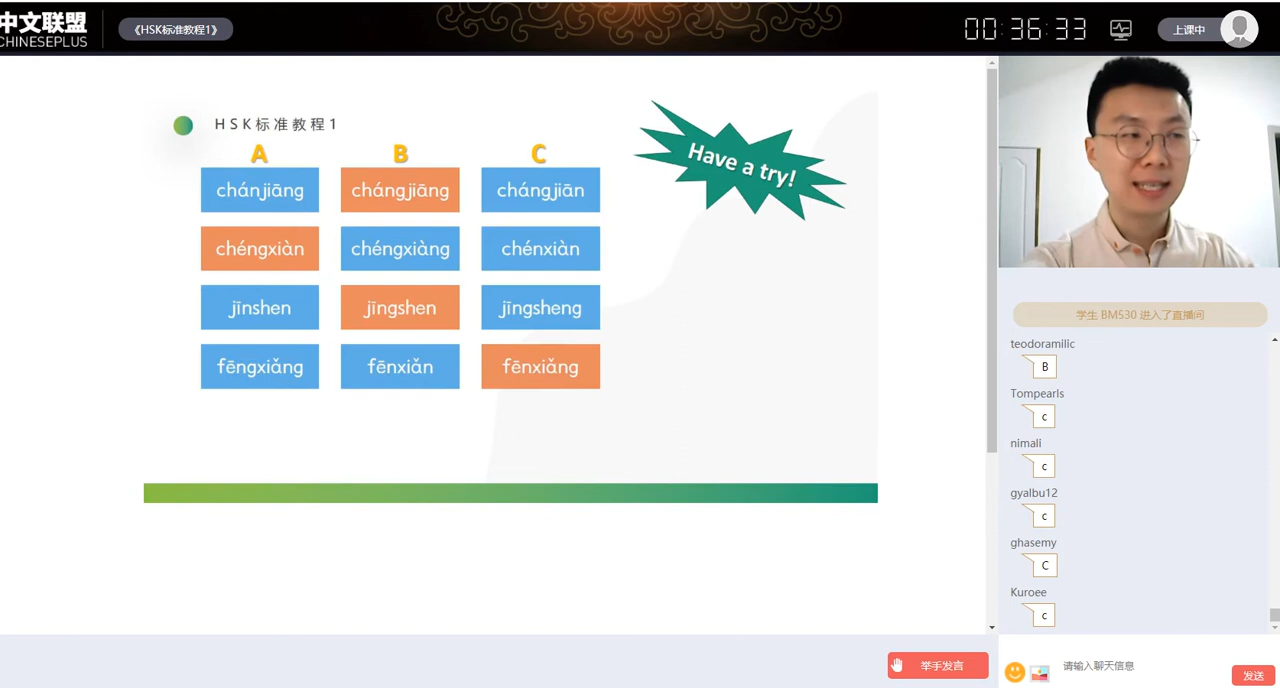 中文联盟
CHINESEPLUS
《HSK标准教程1》
00:36:33
上课中
HSK标准教程1
Have a try!
A B C
chánjiāng chángjiāng chángjiān
chéngxiàn chéngxiàng chénxiàn
jīnshen jīngshen jīngsheng
fēngxiǎng fēnxiǎn fēnxiǎng
学生 BMS30 进入了直播间
teodoramilic
B
Tompearls
c
nimali
c
gyalbu12
c
ghasemy
C
Kuroee
c
举手发言
请输入聊天信息
发送